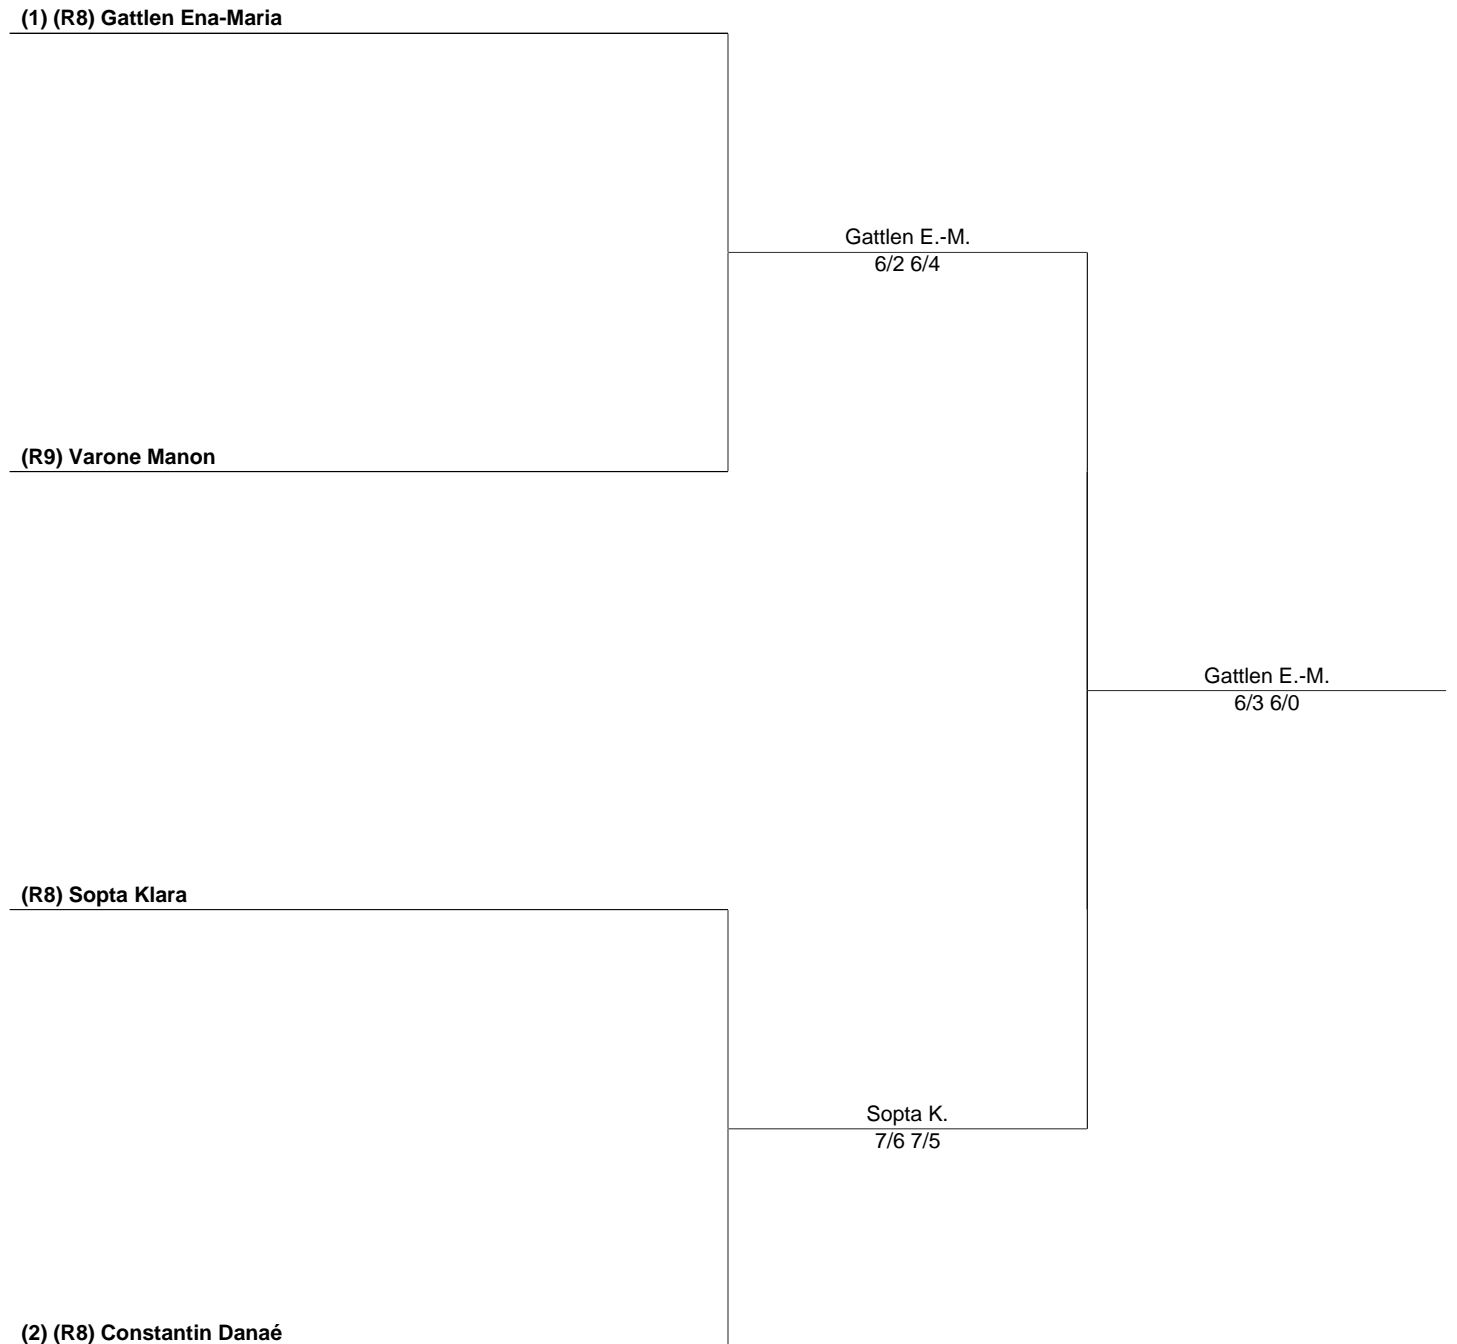 (1) (R8) Gattlen Ena-Maria
Gattlen E.-M.
6/2 6/4
(R9) Varone Manon
Gattlen E.-M.
6/3 6/0
(R8) Sopta Klara
Sopta K.
7/6 7/5
(2) (R8) Constantin Danaé